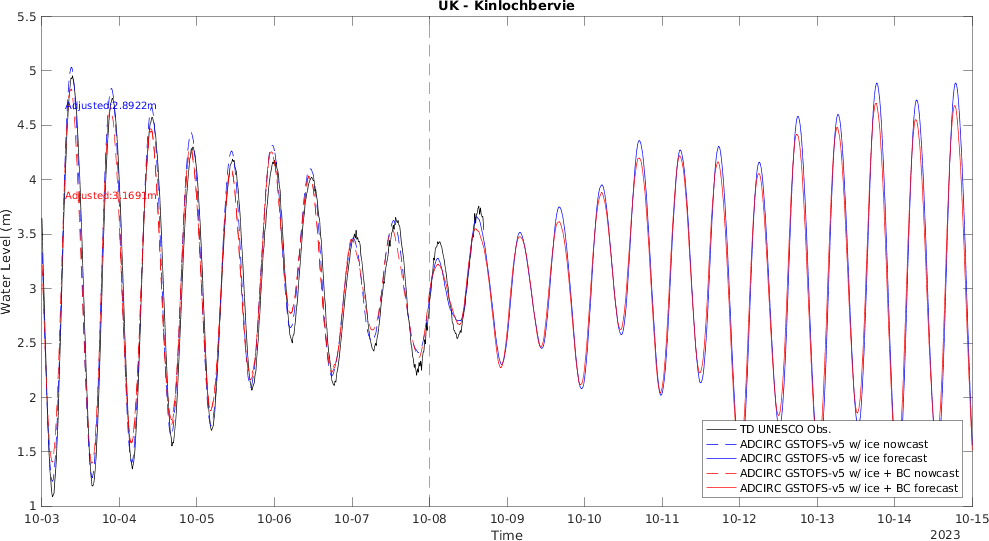 UK - Kinlochbervie
5.5
5
4.5
4
3.5
3
2.5
2
1.5
1
Water Level (m)
Adjusted:2.8922m
Adjusted:3.1691m
TD UNESCO Obs.
ADCIRC GSTOFS-v5 w/ ice nowcast
ADCIRC GSTOFS-v5 w/ ice forecast
ADCIRC GSTOFS-v5 w/ ice + BC nowcast
ADCIRC GSTOFS-v5 w/ ice + BC forecast
10-03 10-04 10-05 10-06 10-07 10-08 10-09 10-10 10-11 10-12 10-13 10-14 10-15
Time
2023